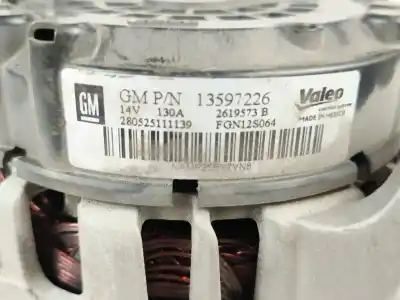 GM
GM P/N 13597226
Valeo
14V 130A 2619573 B
MADE IN MEXICO
280525111139 FGN12S064